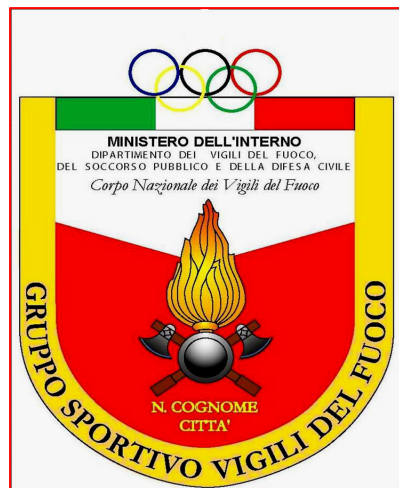 MINISTERO DELL'INTERNO
DIPARTIMENTO DEI VIGILI DEL FUOCO,
DEL SOCCORSO PUBBLICO E DELLA DIFESA CIVILE
Corpo Nazionale dei Vigili del Fuoco
N. COGNOME
CITTA'
GRUPPO SPORTIVO VIGILI DEL FUOCO